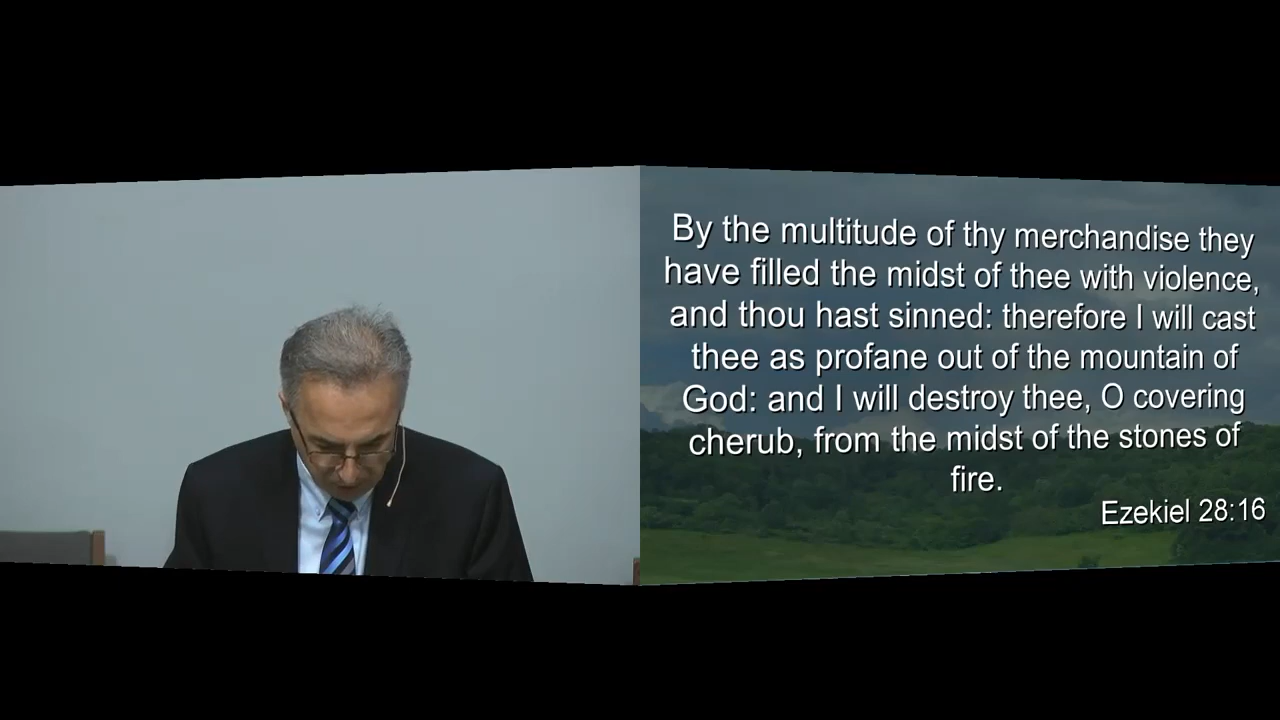 By the multitude of thy merchandise they
have filled the midst of thee with violence,
and thou hast sinned: therefore I will cast
thee as profane out of the mountain of
God: and I will destroy thee, O covering
cherub, from the midst of the stones of
fire.
Ezekiel 28:16